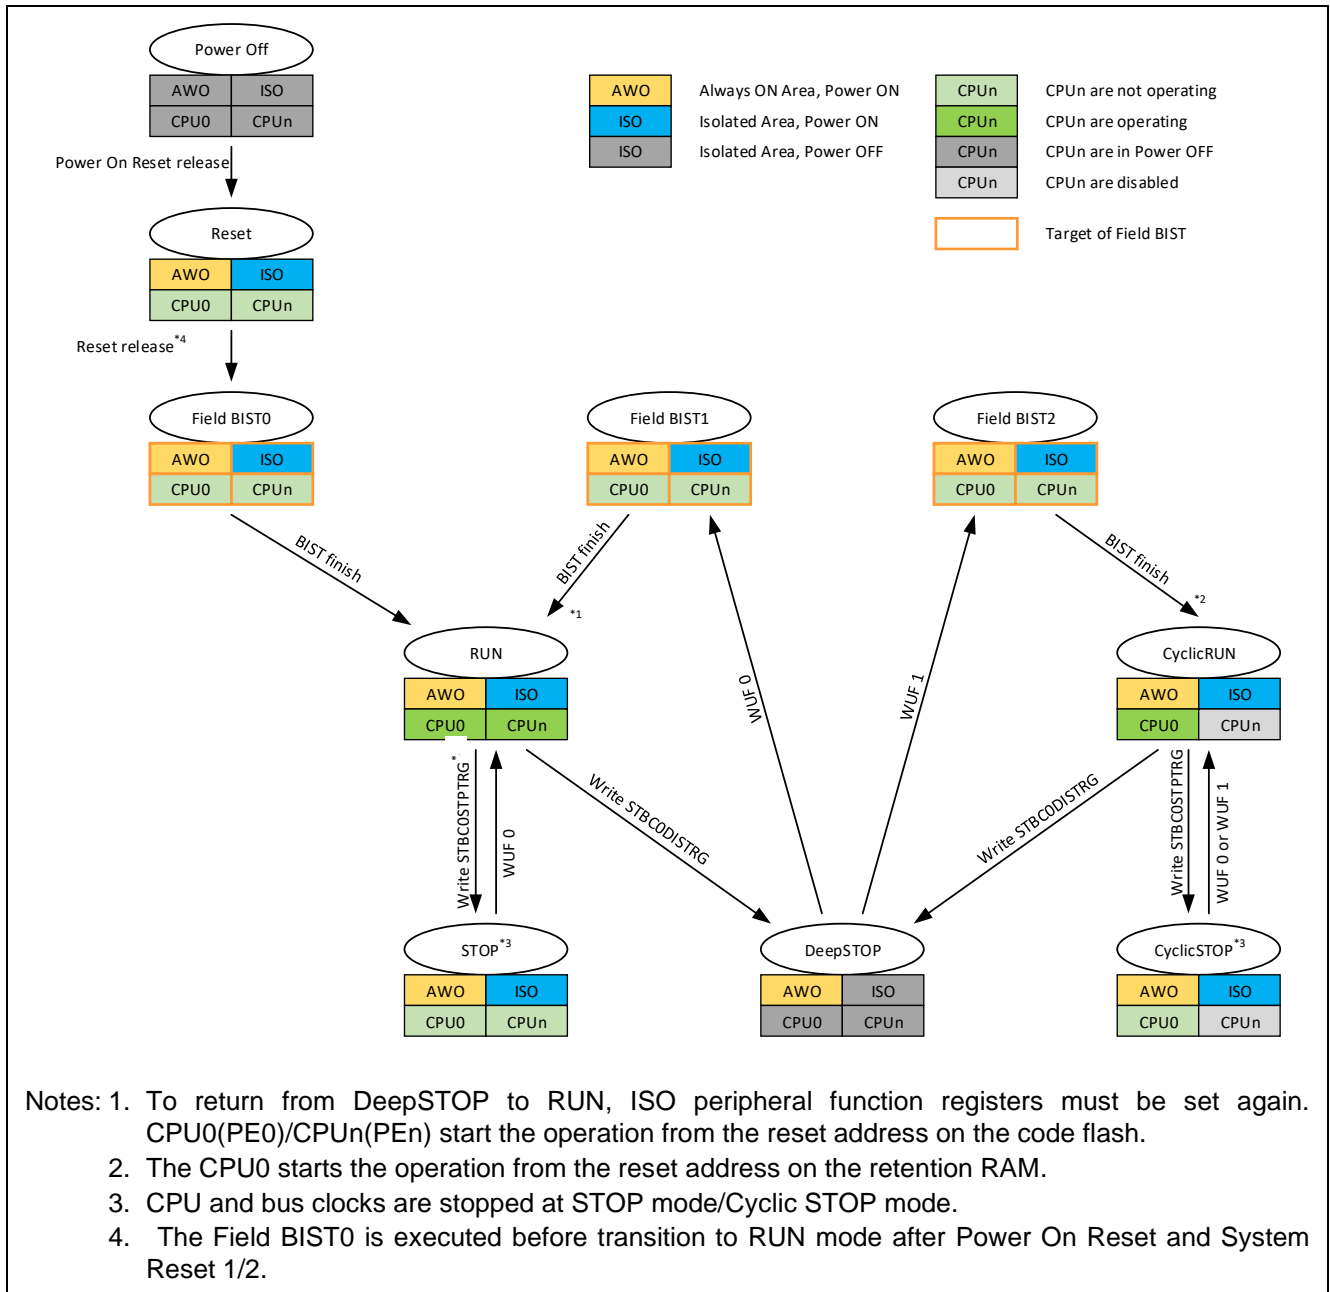 Power Off
AWO ISO
CPU0 CPUn
Power On Reset release
AWO Always ON Area, Power ON
ISO Isolated Area, Power ON
ISO Isolated Area, Power OFF
CPUn CPUn are not operating
CPUn CPUn are operating
CPUn CPUn are in Power OFF
CPUn CPUn are disabled
Target of Field BIST
Reset
AWO ISO
CPU0 CPUn
Reset release*4
Field BIST0
AWO ISO
CPU0 CPUn
Field BIST1
AWO ISO
CPU0 CPUn
Field BIST2
AWO ISO
CPU0 CPUn
BIST finish
BIST finish
*1
BIST finish
*2
RUN
AWO ISO
CPU0 CPUn
WUF 0
WUF 1
CyclicRUN
AWO ISO
CPU0 CPUn
Write STBC0STPTRG*
WUF 0
Write STBC0DISTRG
Write STBC0DISTRG
Write STBC0STPTRG
WUF 0 or WUF 1
STOP*3
AWO ISO
CPU0 CPUn
DeepSTOP
AWO ISO
CPU0 CPUn
CyclicSTOP*3
AWO ISO
CPU0 CPUn
Notes: 1. To return from DeepSTOP to RUN, ISO peripheral function registers must be set again.
CPU0(PE0)/CPUn(PEn) start the operation from the reset address on the code flash.
2. The CPU0 starts the operation from the reset address on the retention RAM.
3. CPU and bus clocks are stopped at STOP mode/Cyclic STOP mode.
4. The Field BIST0 is executed before transition to RUN mode after Power On Reset and System
Reset 1/2.